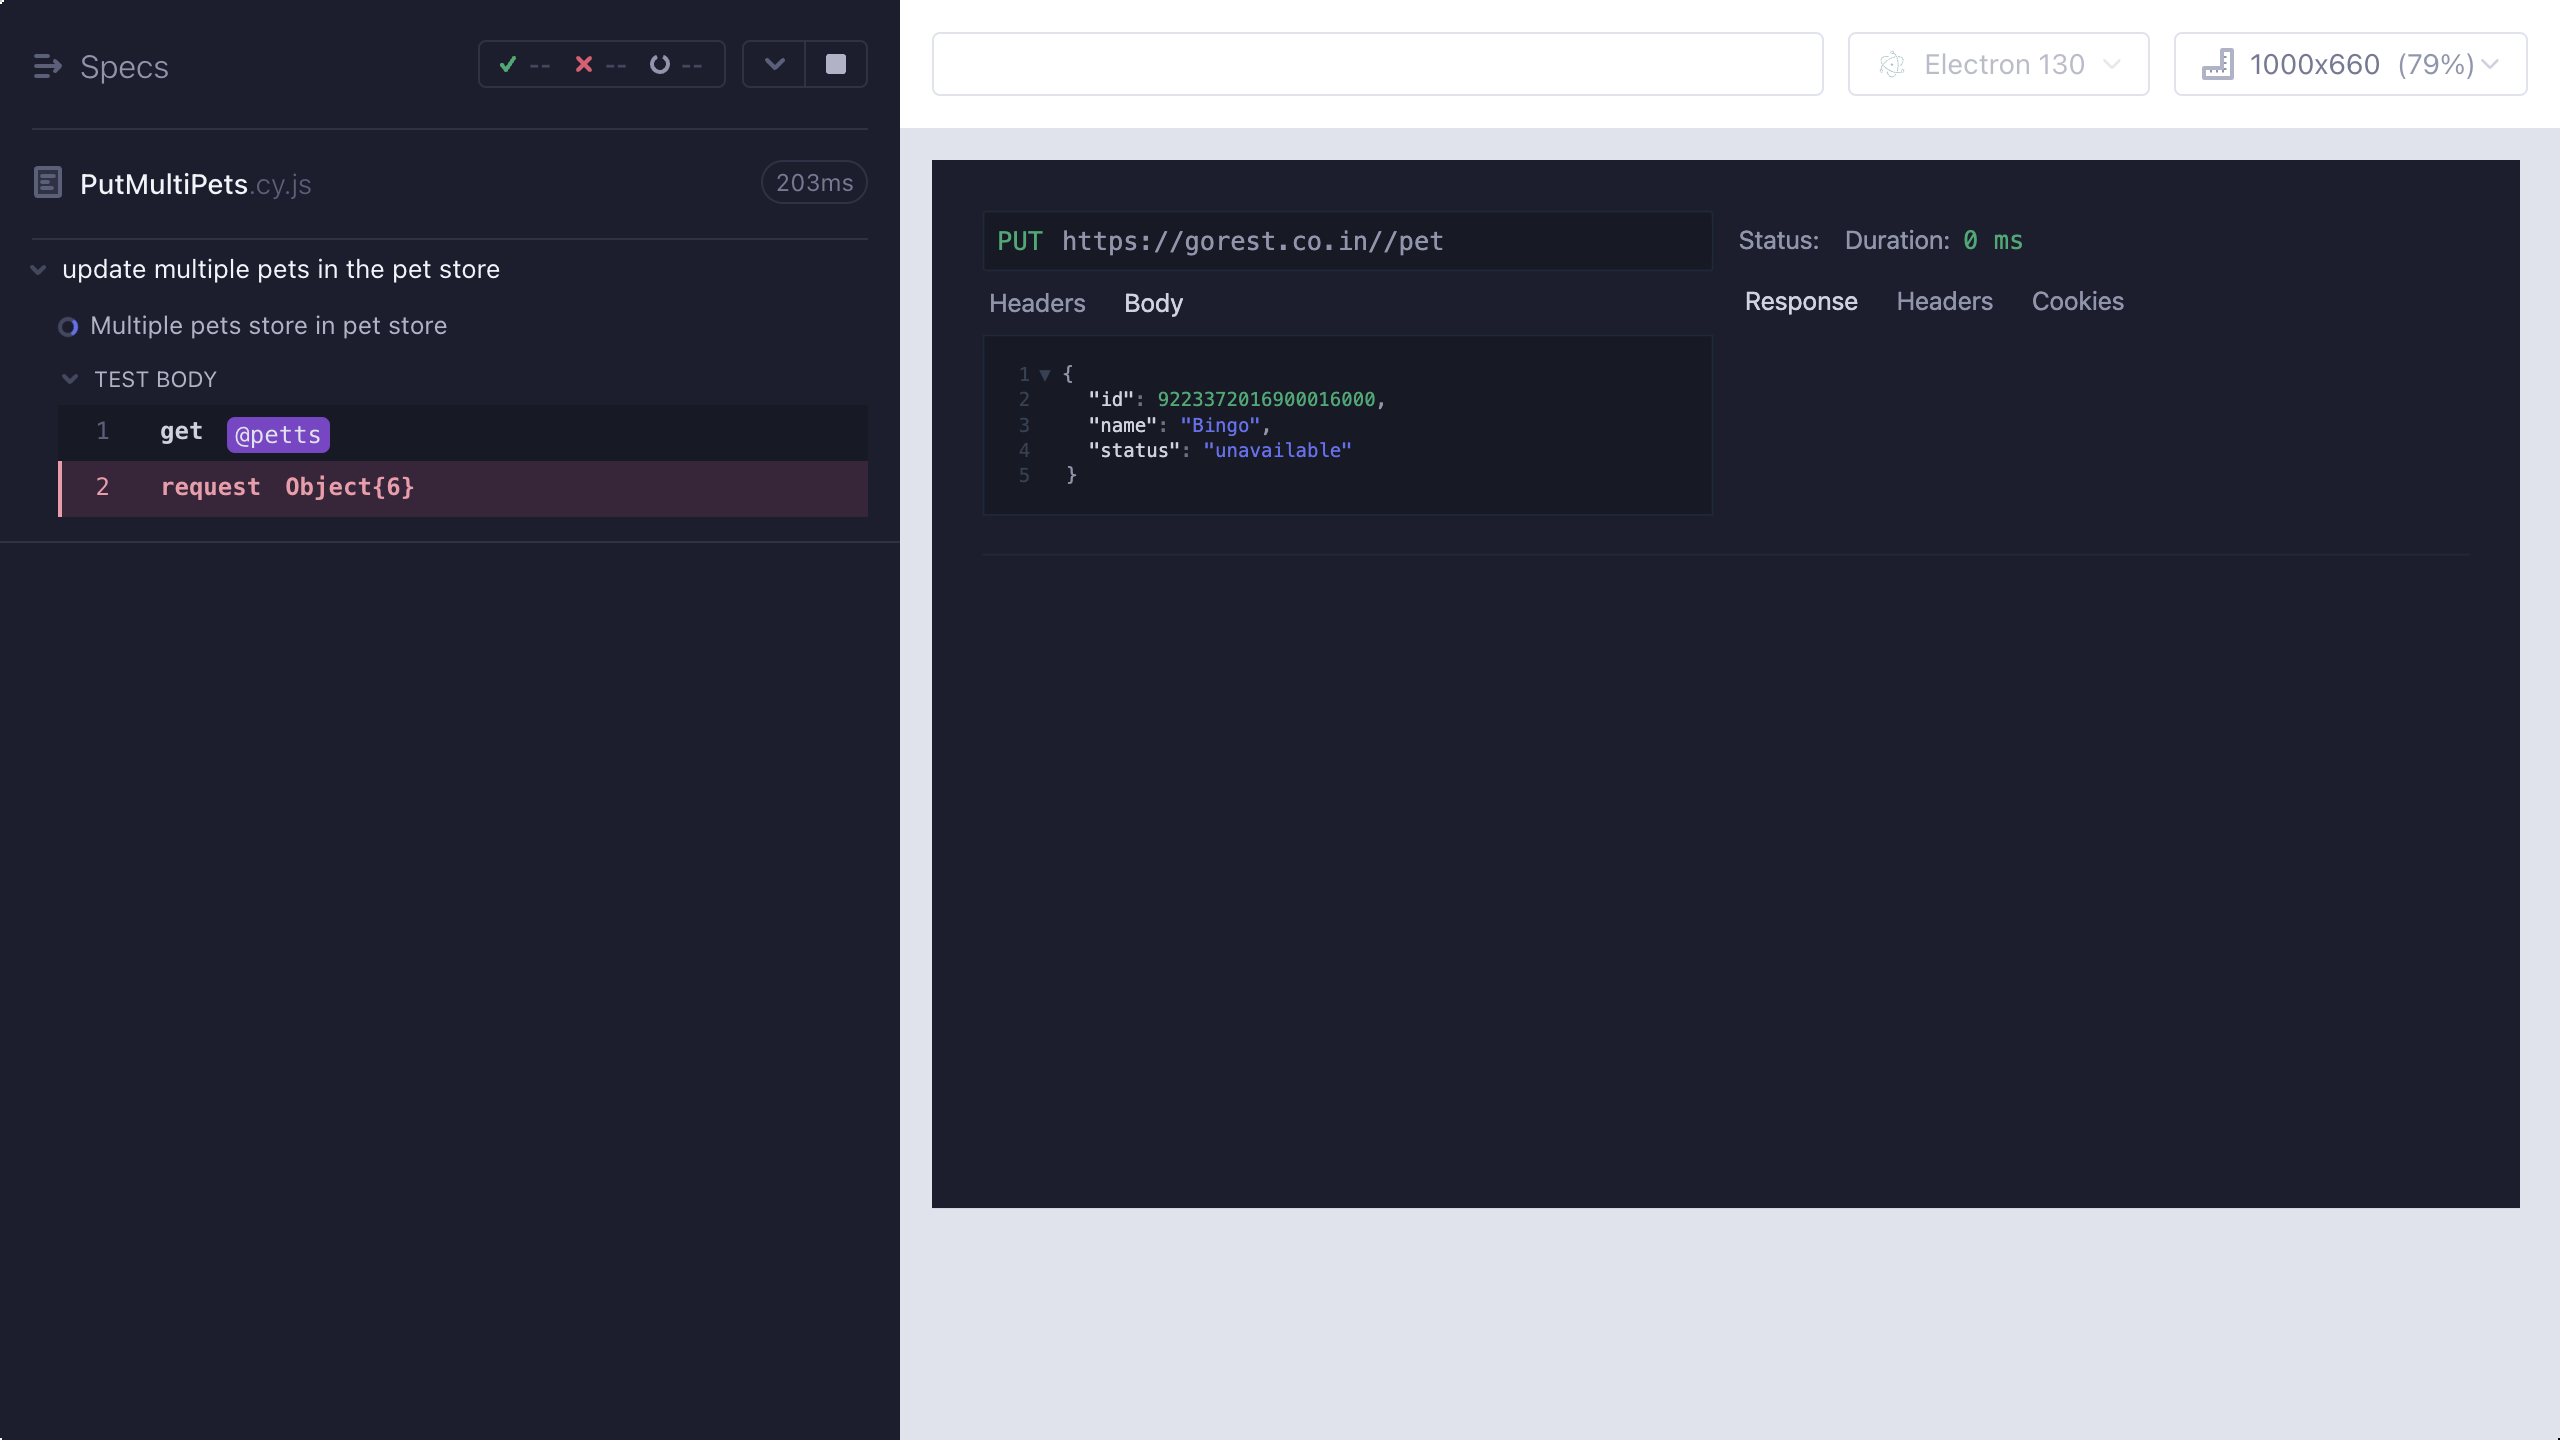 Specs
-- -- --
PutMultiPets.cy.js
203ms
update multiple pets in the pet store
Multiple pets store in pet store
TEST BODY
1 get @petts
2 request Object{6}
Electron 130
1000x660 (79%)
PUT https://gorest.co.in//pet
Status: Duration: 0 ms
Headers Body
Response Headers Cookies
1 {
2 "id": 9223372016900016000,
3 "name": "Bingo",
4 "status": "unavailable"
5 }